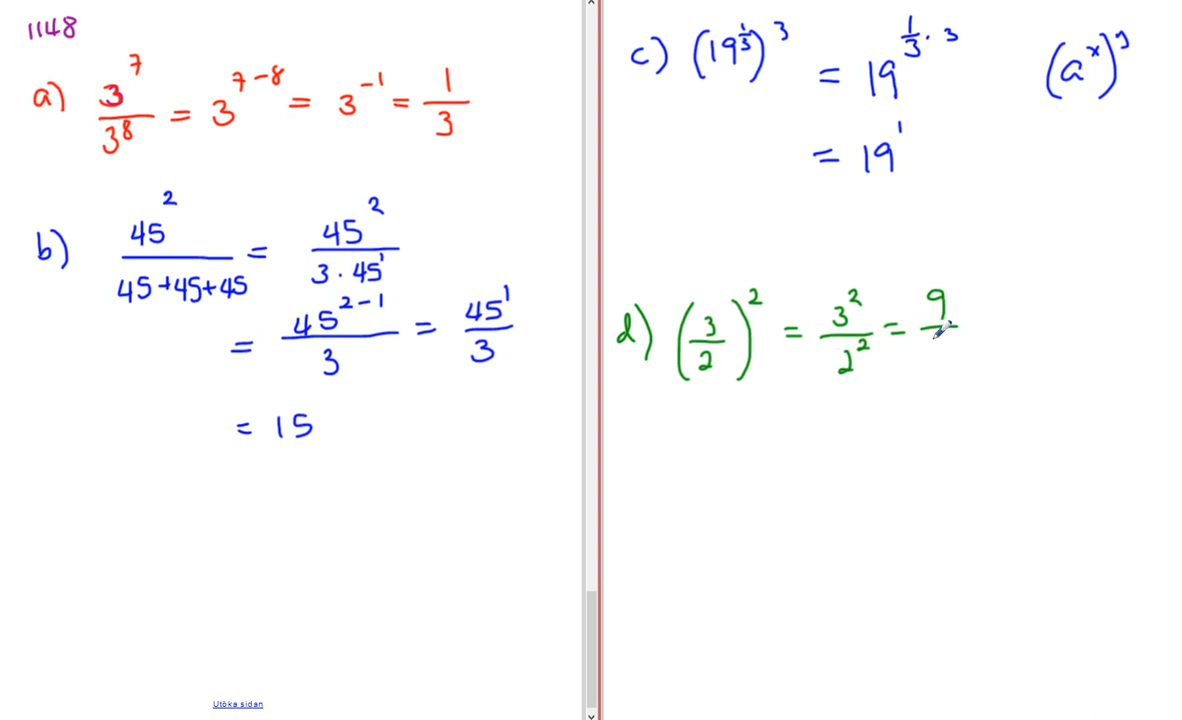 1148
a) 3^7/3^8 = 3^(7-8) = 3^(-1) = 1/3
b) 45^2/(45+45+45) = 45^2/(3·45^1)
= 45^(2-1)/3 = 45^1/3
= 15
Utöka sidan
c) (19^(1/3))^3 = 19^(1/3·3) (a^x)^y
= 19^1
d) (3/2)^2 = 3^2/2^2 = 9/